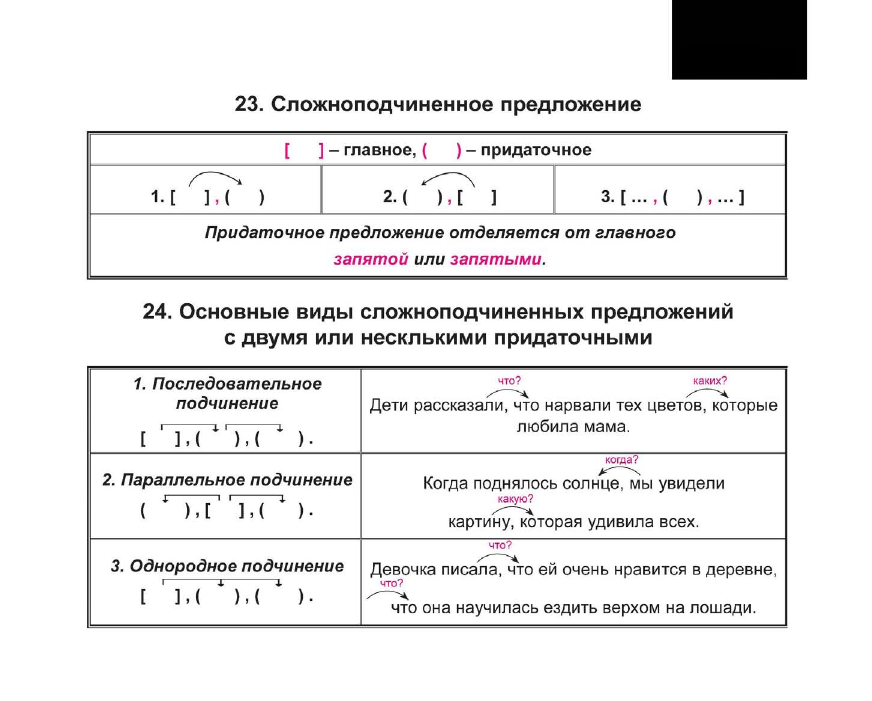 23. Сложноподчиненное предложение
[ ] – главное, ( ) – придаточное
1. [ ] , ( )
2. ( ) , [ ]
3. [ ... , ( ) , ... ]
Придаточное предложение отделяется от главного
запятой или запятыми.
24. Основные виды сложноподчиненных предложений
с двумя или несклькими придаточными
1. Последовательное
подчинение
[ ] , ( ) , ( ) .
что? каких?
Дети рассказали, что нарвали тех цветов, которые
любила мама.
2. Параллельное подчинение
( ) , [ ] , ( ) .
когда?
Когда поднялось солнце, мы увидели
какую?
картину, которая удивила всех.
3. Однородное подчинение
[ ] , ( ) , ( ) .
что?
Девочка писала, что ей очень нравится в деревне,
что?
что она научилась ездить верхом на лошади.